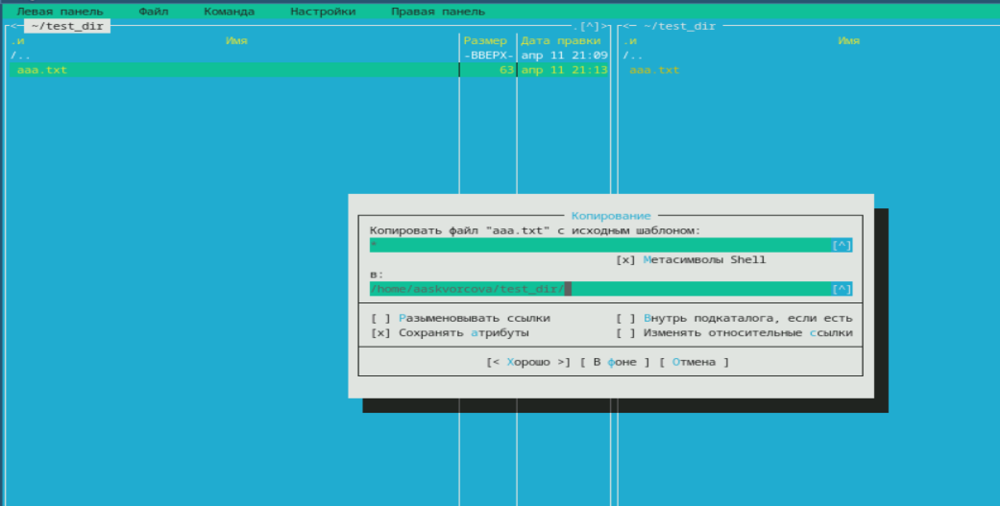 Левая панель Файл Команда Настройки Правая панель
<─ ~/test_dir .[^]> <─ ~/test_dir
.и Имя Размер Дата правки .и Имя
/.. -ВВЕРХ- апр 11 21:09 /..
aaa.txt 63 апр 11 21:13 aaa.txt
Копирование
Копировать файл "aaa.txt" с исходным шаблоном:
* [^]
[x] Метасимволы Shell
в:
/home/aaskvorcova/test_dir/ [^]
[ ] Разыменовывать ссылки [ ] Внутрь подкаталога, если есть
[x] Сохранять атрибуты [ ] Изменять относительные ссылки
[< Хорошо >] [ В фоне ] [ Отмена ]